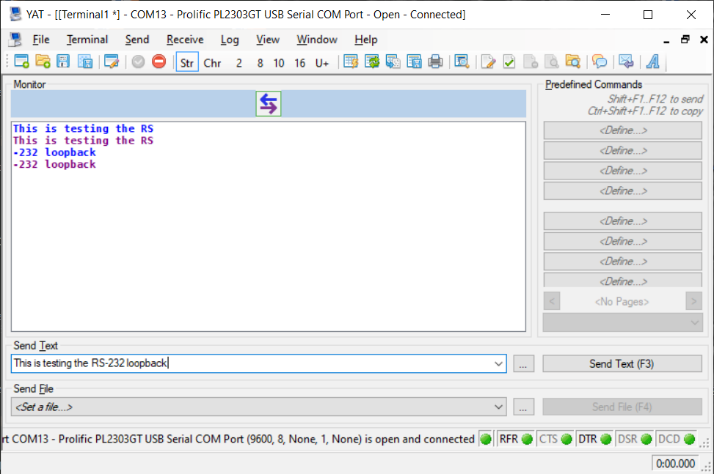 YAT - [[Terminal1 *] - COM13 - Prolific PL2303GT USB Serial COM Port - Open - Connected]
File Terminal Send Receive Log View Window Help
Str Chr 2 8 10 16 U+ A
Monitor
This is testing the RS
This is testing the RS
-232 loopback
-232 loopback
Predefined Commands
Shift+F1..F12 to send
Ctrl+Shift+F1..F12 to copy
<Define...>
<Define...>
<Define...>
<Define...>
<Define...>
<Define...>
<Define...>
<Define...>
< <No Pages> >
Send Text
This is testing the RS-232 loopback
... Send Text (F3)
Send File
<Set a file...>
... Send File (F4)
rt COM13 - Prolific PL2303GT USB Serial COM Port (9600, 8, None, 1, None) is open and connected RFR CTS DTR DSR DCD
0:00.000